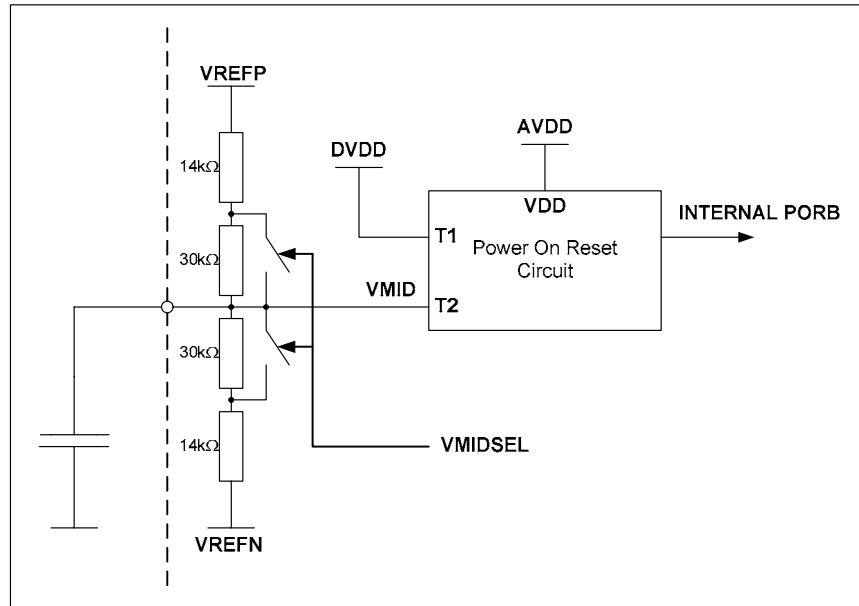 VREFP
14kΩ
30kΩ
30kΩ
14kΩ
VREFN
DVDD
AVDD
VDD
T1
Power On Reset
Circuit
VMID
T2
INTERNAL PORB
VMIDSEL